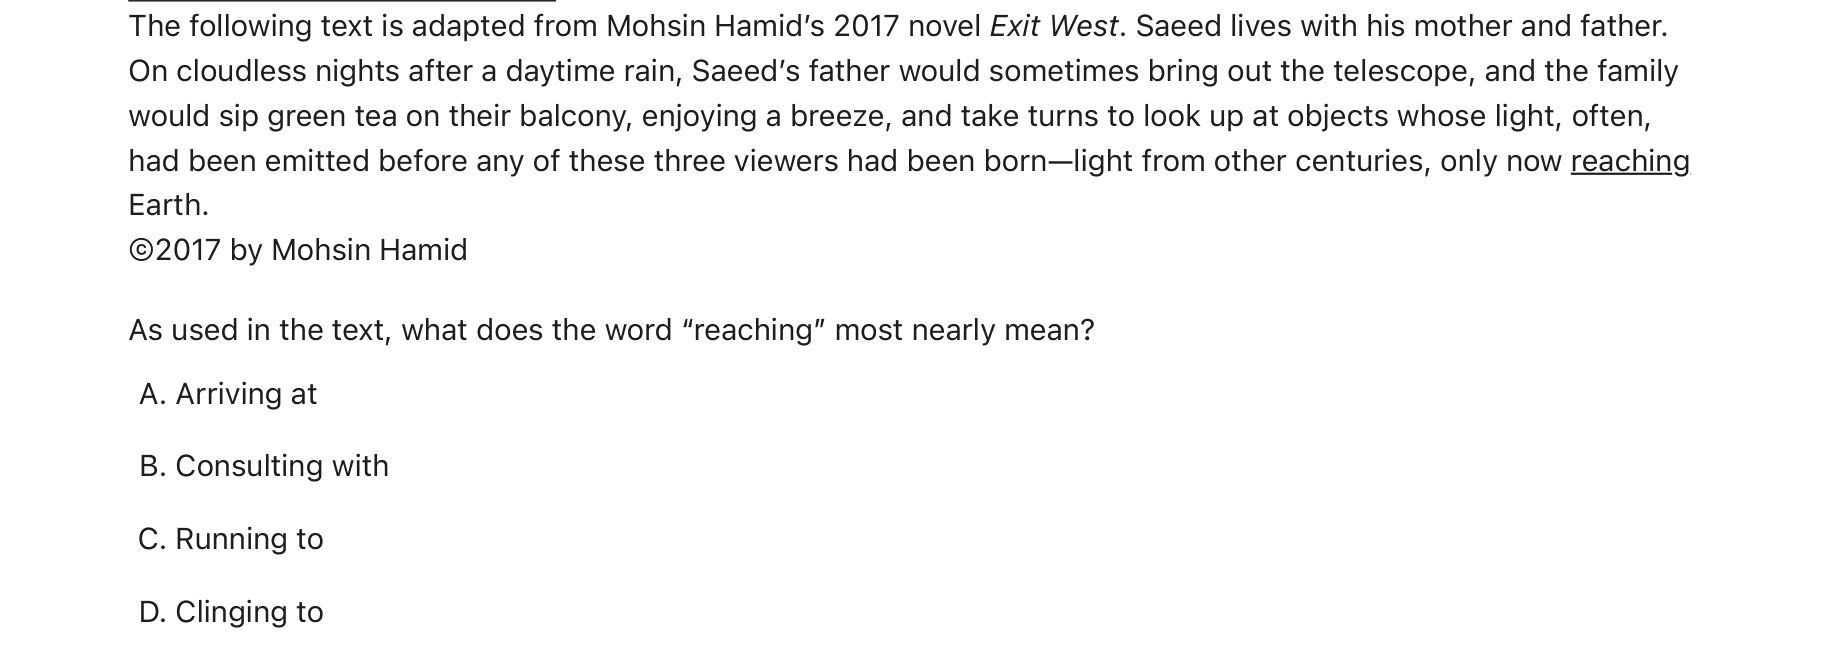 The following text is adapted from Mohsin Hamid’s 2017 novel Exit West. Saeed lives with his mother and father.
On cloudless nights after a daytime rain, Saeed’s father would sometimes bring out the telescope, and the family
would sip green tea on their balcony, enjoying a breeze, and take turns to look up at objects whose light, often,
had been emitted before any of these three viewers had been born—light from other centuries, only now reaching
Earth.
©2017 by Mohsin Hamid
As used in the text, what does the word “reaching” most nearly mean?
A. Arriving at
B. Consulting with
C. Running to
D. Clinging to